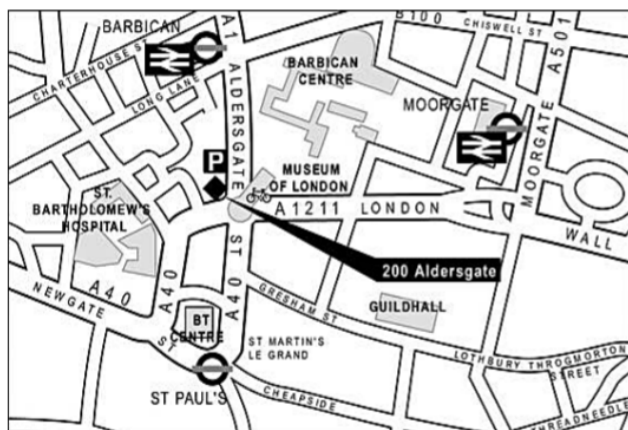 BARBICAN
A1 ALDERSGATE ST
B100
CHISWELL ST
A501
CHARTERHOUSE ST
LONG LANE
BARBICAN
CENTRE
MOORGATE
P
MUSEUM
OF LONDON
MOORGATE
ST.
BARTHOLOMEW'S
HOSPITAL
A1211 LONDON WALL
200 Aldersgate
A40
A40
A40
NEWGATE ST
GRESHAM ST
GUILDHALL
BT
CENTRE
ST MARTIN'S
LE GRAND
LOTHBURY THROGMORTON
STREET
ST PAUL'S
CHEAPSIDE
THREADNEEDLE